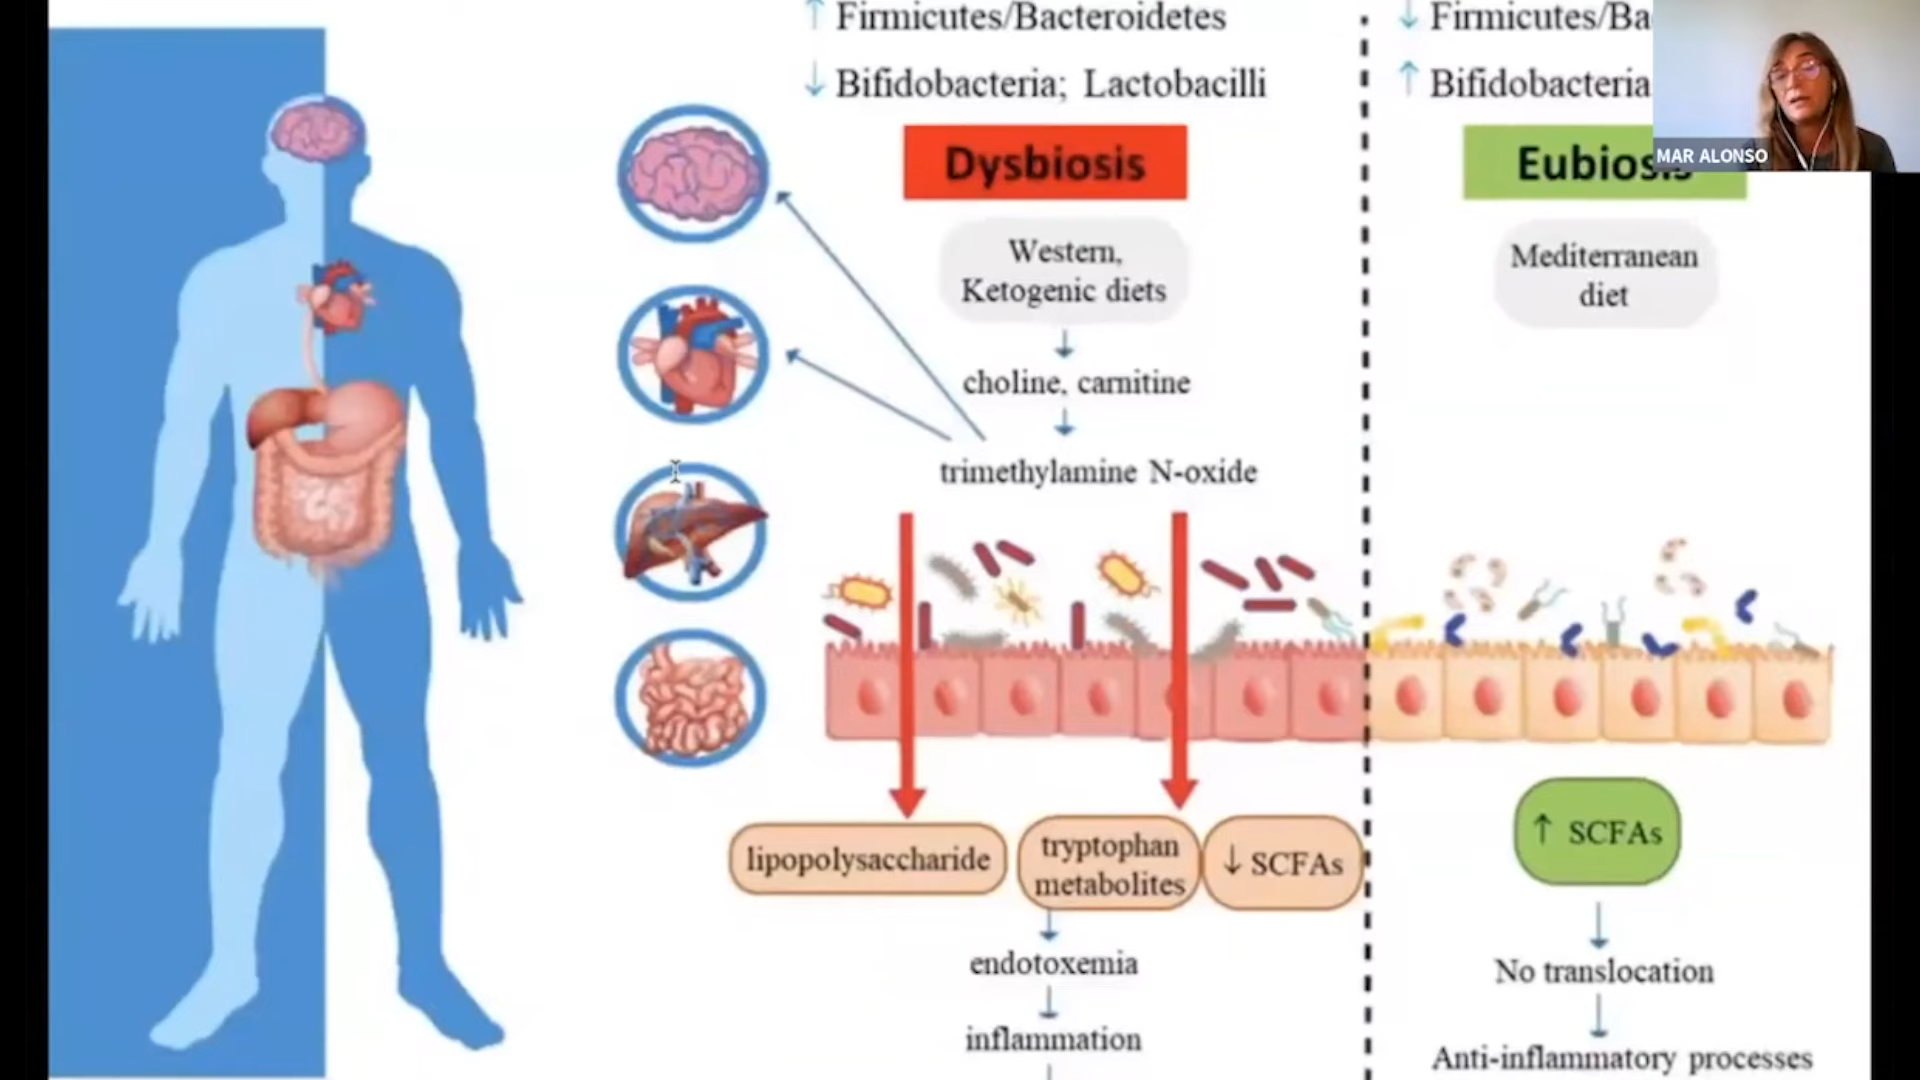 ↑ Firmicutes/Bacteroidetes
↓ Bifidobacteria; Lactobacilli
Dysbiosis
Western,
Ketogenic diets
choline, carnitine
trimethylamine N-oxide
lipopolysaccharide
tryptophan
metabolites
↓ SCFAs
endotoxemia
inflammation
↓ Firmicutes/Ba
↑ Bifidobacteria
MAR ALONSO
Eubiosis
Mediterranean
diet
↑ SCFAs
No translocation
Anti-inflammatory processes